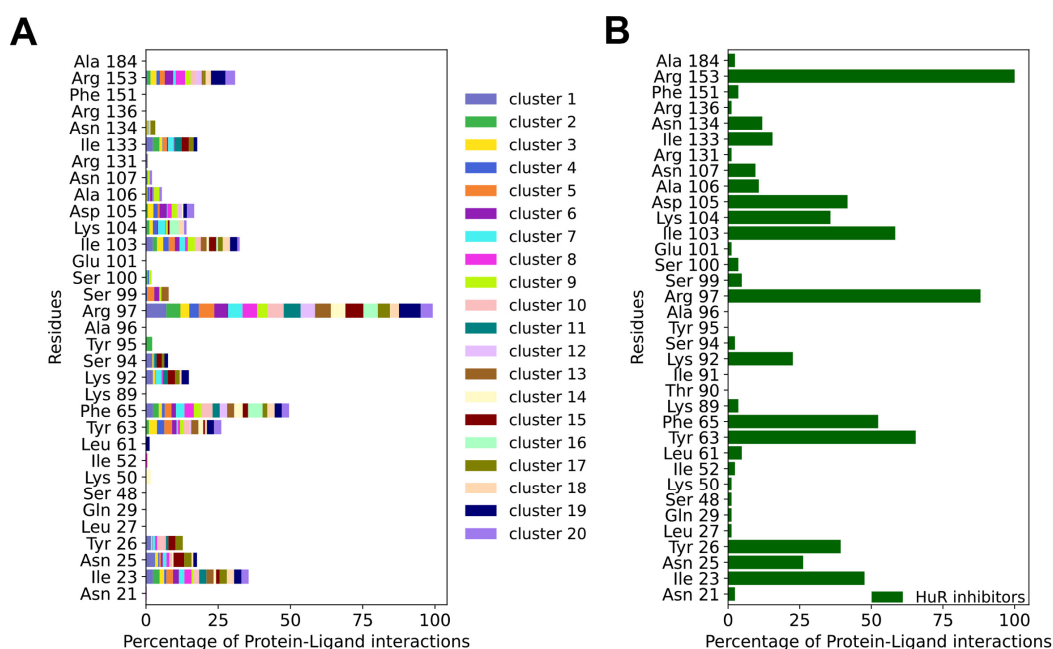 A
Residues
Ala 184
Arg 153
Phe 151
Arg 136
Asn 134
Ile 133
Arg 131
Asn 107
Ala 106
Asp 105
Lys 104
Ile 103
Glu 101
Ser 100
Ser 99
Arg 97
Ala 96
Tyr 95
Ser 94
Lys 92
Lys 89
Phe 65
Tyr 63
Leu 61
Ile 52
Lys 50
Ser 48
Gln 29
Leu 27
Tyr 26
Asn 25
Ile 23
Asn 21
0 25 50 75 100
Percentage of Protein-Ligand interactions
cluster 1
cluster 2
cluster 3
cluster 4
cluster 5
cluster 6
cluster 7
cluster 8
cluster 9
cluster 10
cluster 11
cluster 12
cluster 13
cluster 14
cluster 15
cluster 16
cluster 17
cluster 18
cluster 19
cluster 20
B
Residues
Ala 184
Arg 153
Phe 151
Arg 136
Asn 134
Ile 133
Arg 131
Asn 107
Ala 106
Asp 105
Lys 104
Ile 103
Glu 101
Ser 100
Ser 99
Arg 97
Ala 96
Tyr 95
Ser 94
Lys 92
Ile 91
Thr 90
Lys 89
Phe 65
Tyr 63
Leu 61
Ile 52
Lys 50
Ser 48
Gln 29
Leu 27
Tyr 26
Asn 25
Ile 23
Asn 21
HuR inhibitors
0 25 50 75 100
Percentage of Protein-Ligand interactions